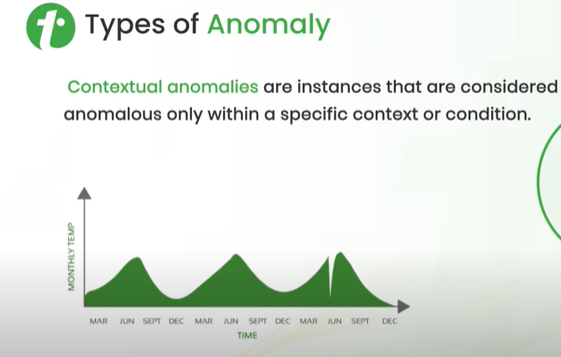 Types of Anomaly
Contextual anomalies are instances that are considered
anomalous only within a specific context or condition.
MONTHLY TEMP
MAR JUN SEPT DEC MAR JUN SEPT DEC MAR JUN SEPT DEC
TIME